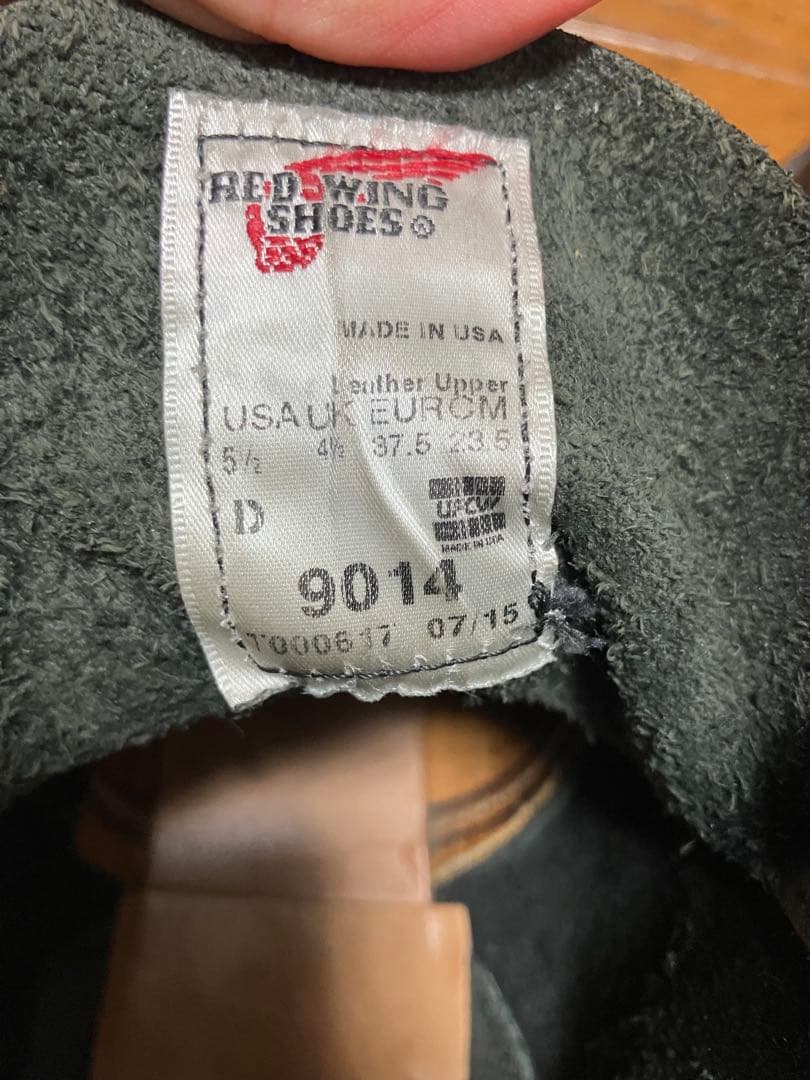 RED WING
SHOES®
MADE IN USA
Leather Upper
USA UK EUR CM
5½ 4½ 37.5 23.5
D
UFCW
MADE IN USA
9014
T000617 07/15